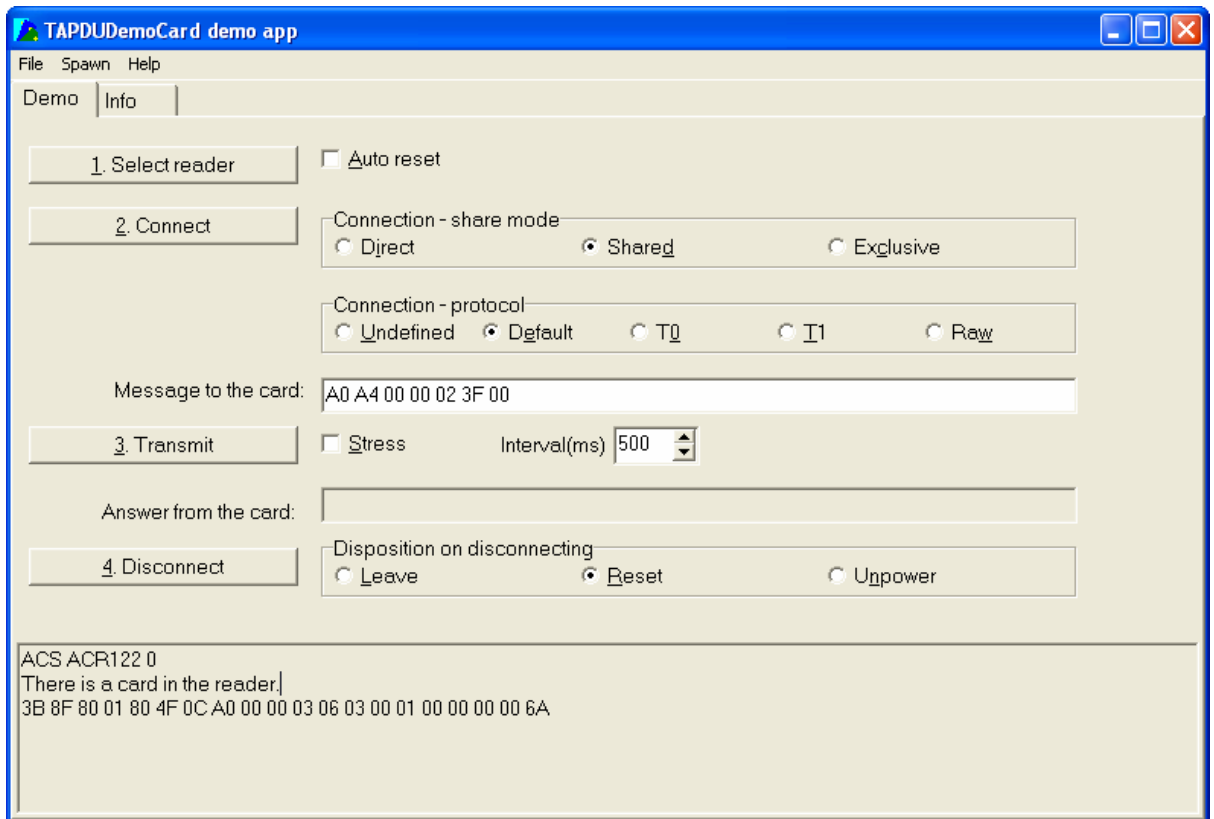 TAPDUDemoCard demo app
File Spawn Help
Demo Info
1. Select reader Auto reset
2. Connect
Connection - share mode
Direct Shared Exclusive
Connection - protocol
Undefined Default T0 T1 Raw
Message to the card: A0 A4 00 00 02 3F 00
3. Transmit Stress Interval(ms) 500
Answer from the card:
4. Disconnect
Disposition on disconnecting
Leave Reset Unpower
ACS ACR122 0
There is a card in the reader.
3B 8F 80 01 80 4F 0C A0 00 00 03 06 03 00 01 00 00 00 00 6A